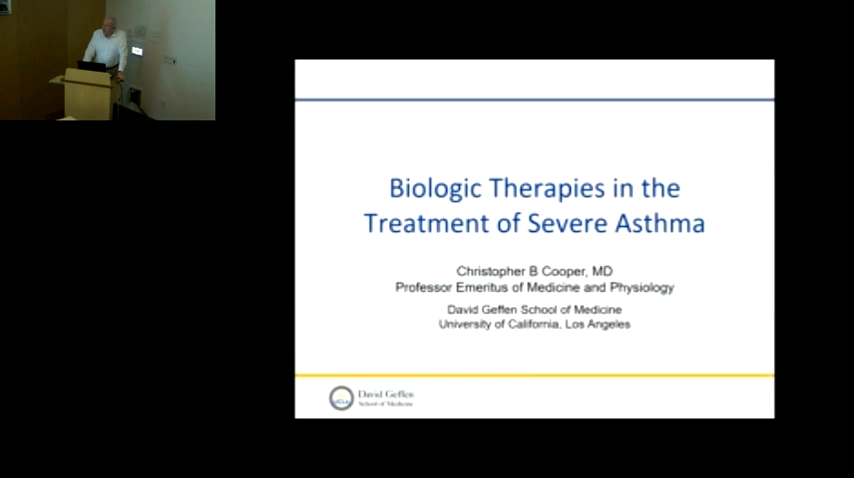 Biologic Therapies in the
Treatment of Severe Asthma
Christopher B Cooper, MD
Professor Emeritus of Medicine and Physiology
David Geffen School of Medicine
University of California, Los Angeles
UCLA
David Geffen
School of Medicine